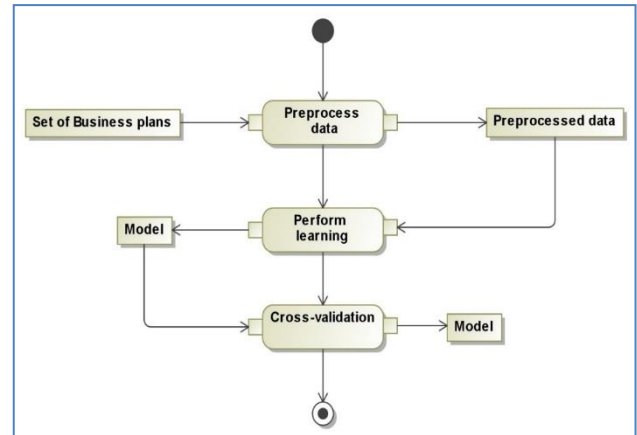 Set of Business plans
Preprocess
data
Preprocessed data
Model
Perform
learning
Cross-validation
Model